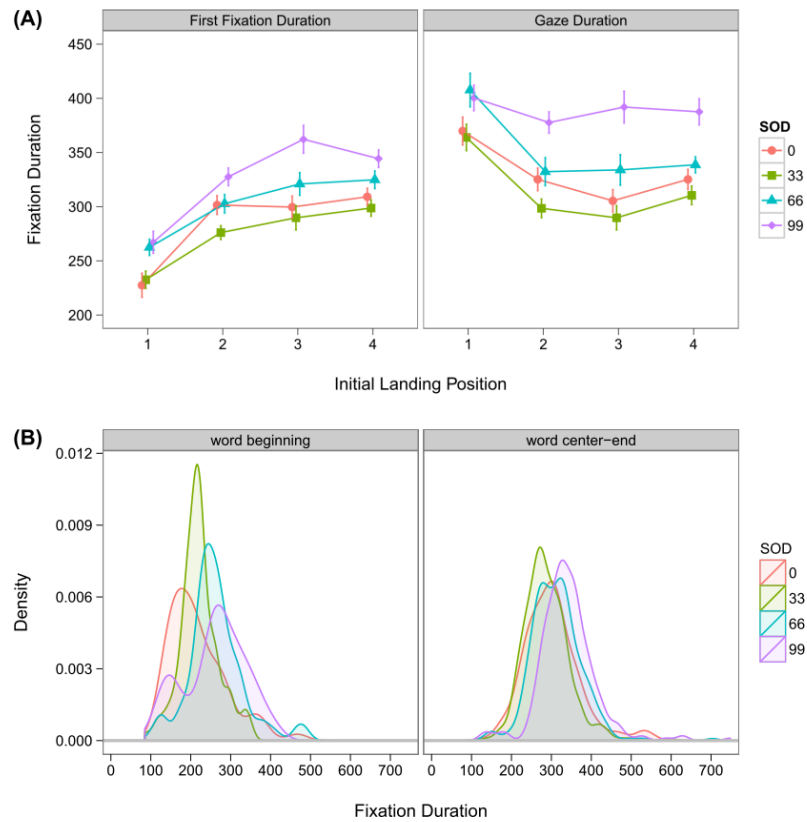 (A)
First Fixation Duration
Gaze Duration
450
400
350
300
250
200
Fixation Duration
1 2 3 4
1 2 3 4
Initial Landing Position
SOD
0
33
66
99
(B)
word beginning
word center−end
0.012
0.009
0.006
0.003
0.000
Density
0 100 200 300 400 500 600 700
0 100 200 300 400 500 600 700
Fixation Duration
SOD
0
33
66
99